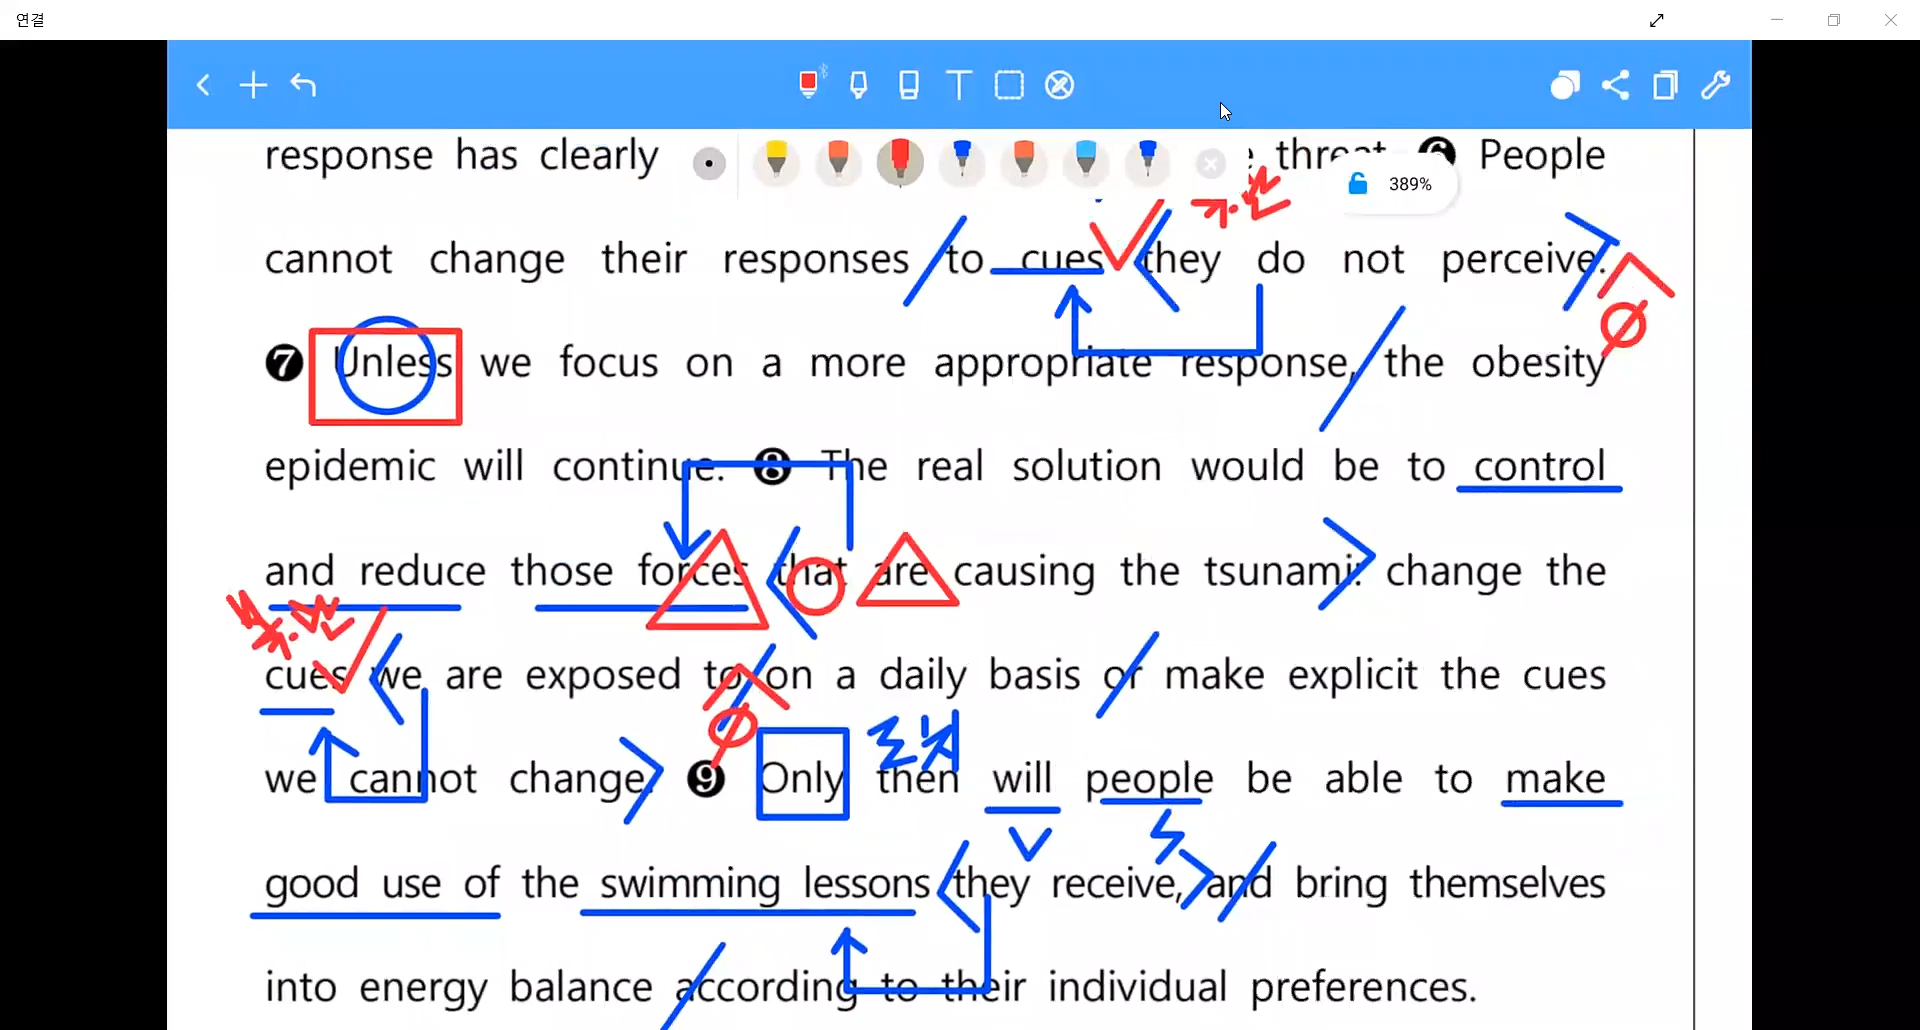 연결
response has clearly threat ❻ People
389%
cannot change their responses to cues they do not perceive.
❼ Unless we focus on a more appropriate response, the obesity
epidemic will continue. ❽ The real solution would be to control
and reduce those forces that are causing the tsunami: change the
cues we are exposed to on a daily basis or make explicit the cues
도치
we cannot change. ❾ Only then will people be able to make
V
S
good use of the swimming lessons they receive, and bring themselves
into energy balance according to their individual preferences.